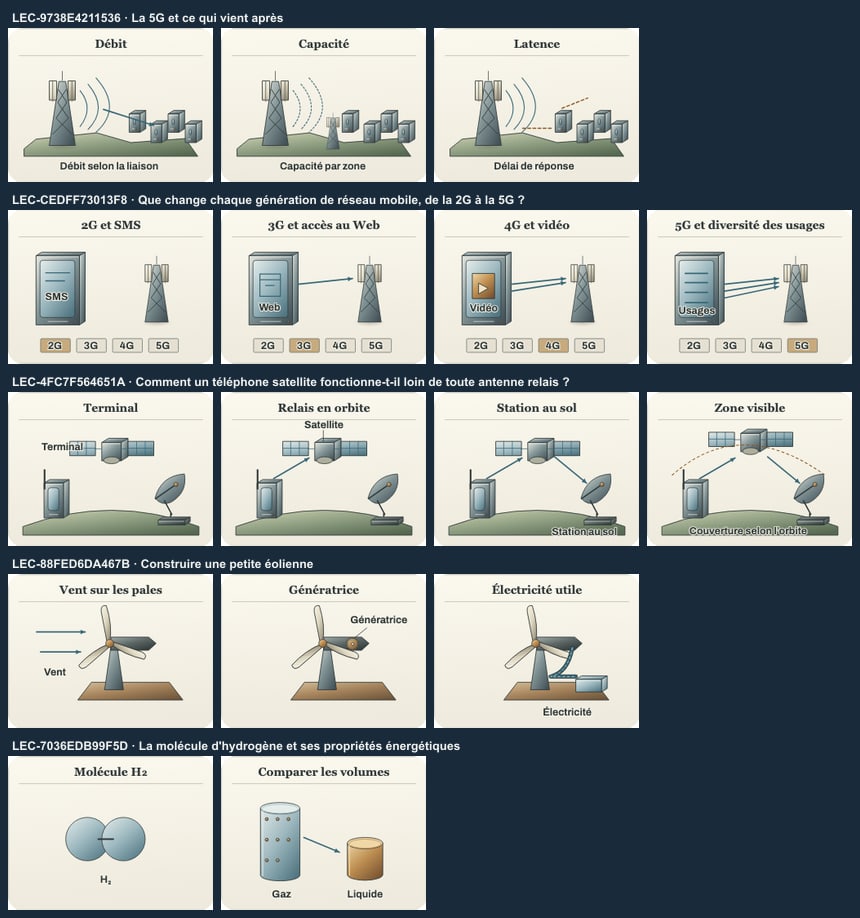 LEC-9738E4211536 · La 5G et ce qui vient après
Débit
Capacité
Latence
Débit selon la liaison
Capacité par zone
Délai de réponse
LEC-CEDFF73013F8 · Que change chaque génération de réseau mobile, de la 2G à la 5G ?
2G et SMS
3G et accès au Web
4G et vidéo
5G et diversité des usages
SMS
Web
Vidéo
Usages
2G 3G 4G 5G
2G 3G 4G 5G
2G 3G 4G 5G
2G 3G 4G 5G
LEC-4FC7F564651A · Comment un téléphone satellite fonctionne-t-il loin de toute antenne relais ?
Terminal
Relais en orbite
Station au sol
Zone visible
Terminal
Satellite
Station au sol
Couverture selon l'orbite
LEC-88FED6DA467B · Construire une petite éolienne
Vent sur les pales
Génératrice
Électricité utile
Vent
Génératrice
Électricité
LEC-7036EDB99F5D · La molécule d'hydrogène et ses propriétés énergétiques
Molécule H₂
Comparer les volumes
H₂
Gaz
Liquide